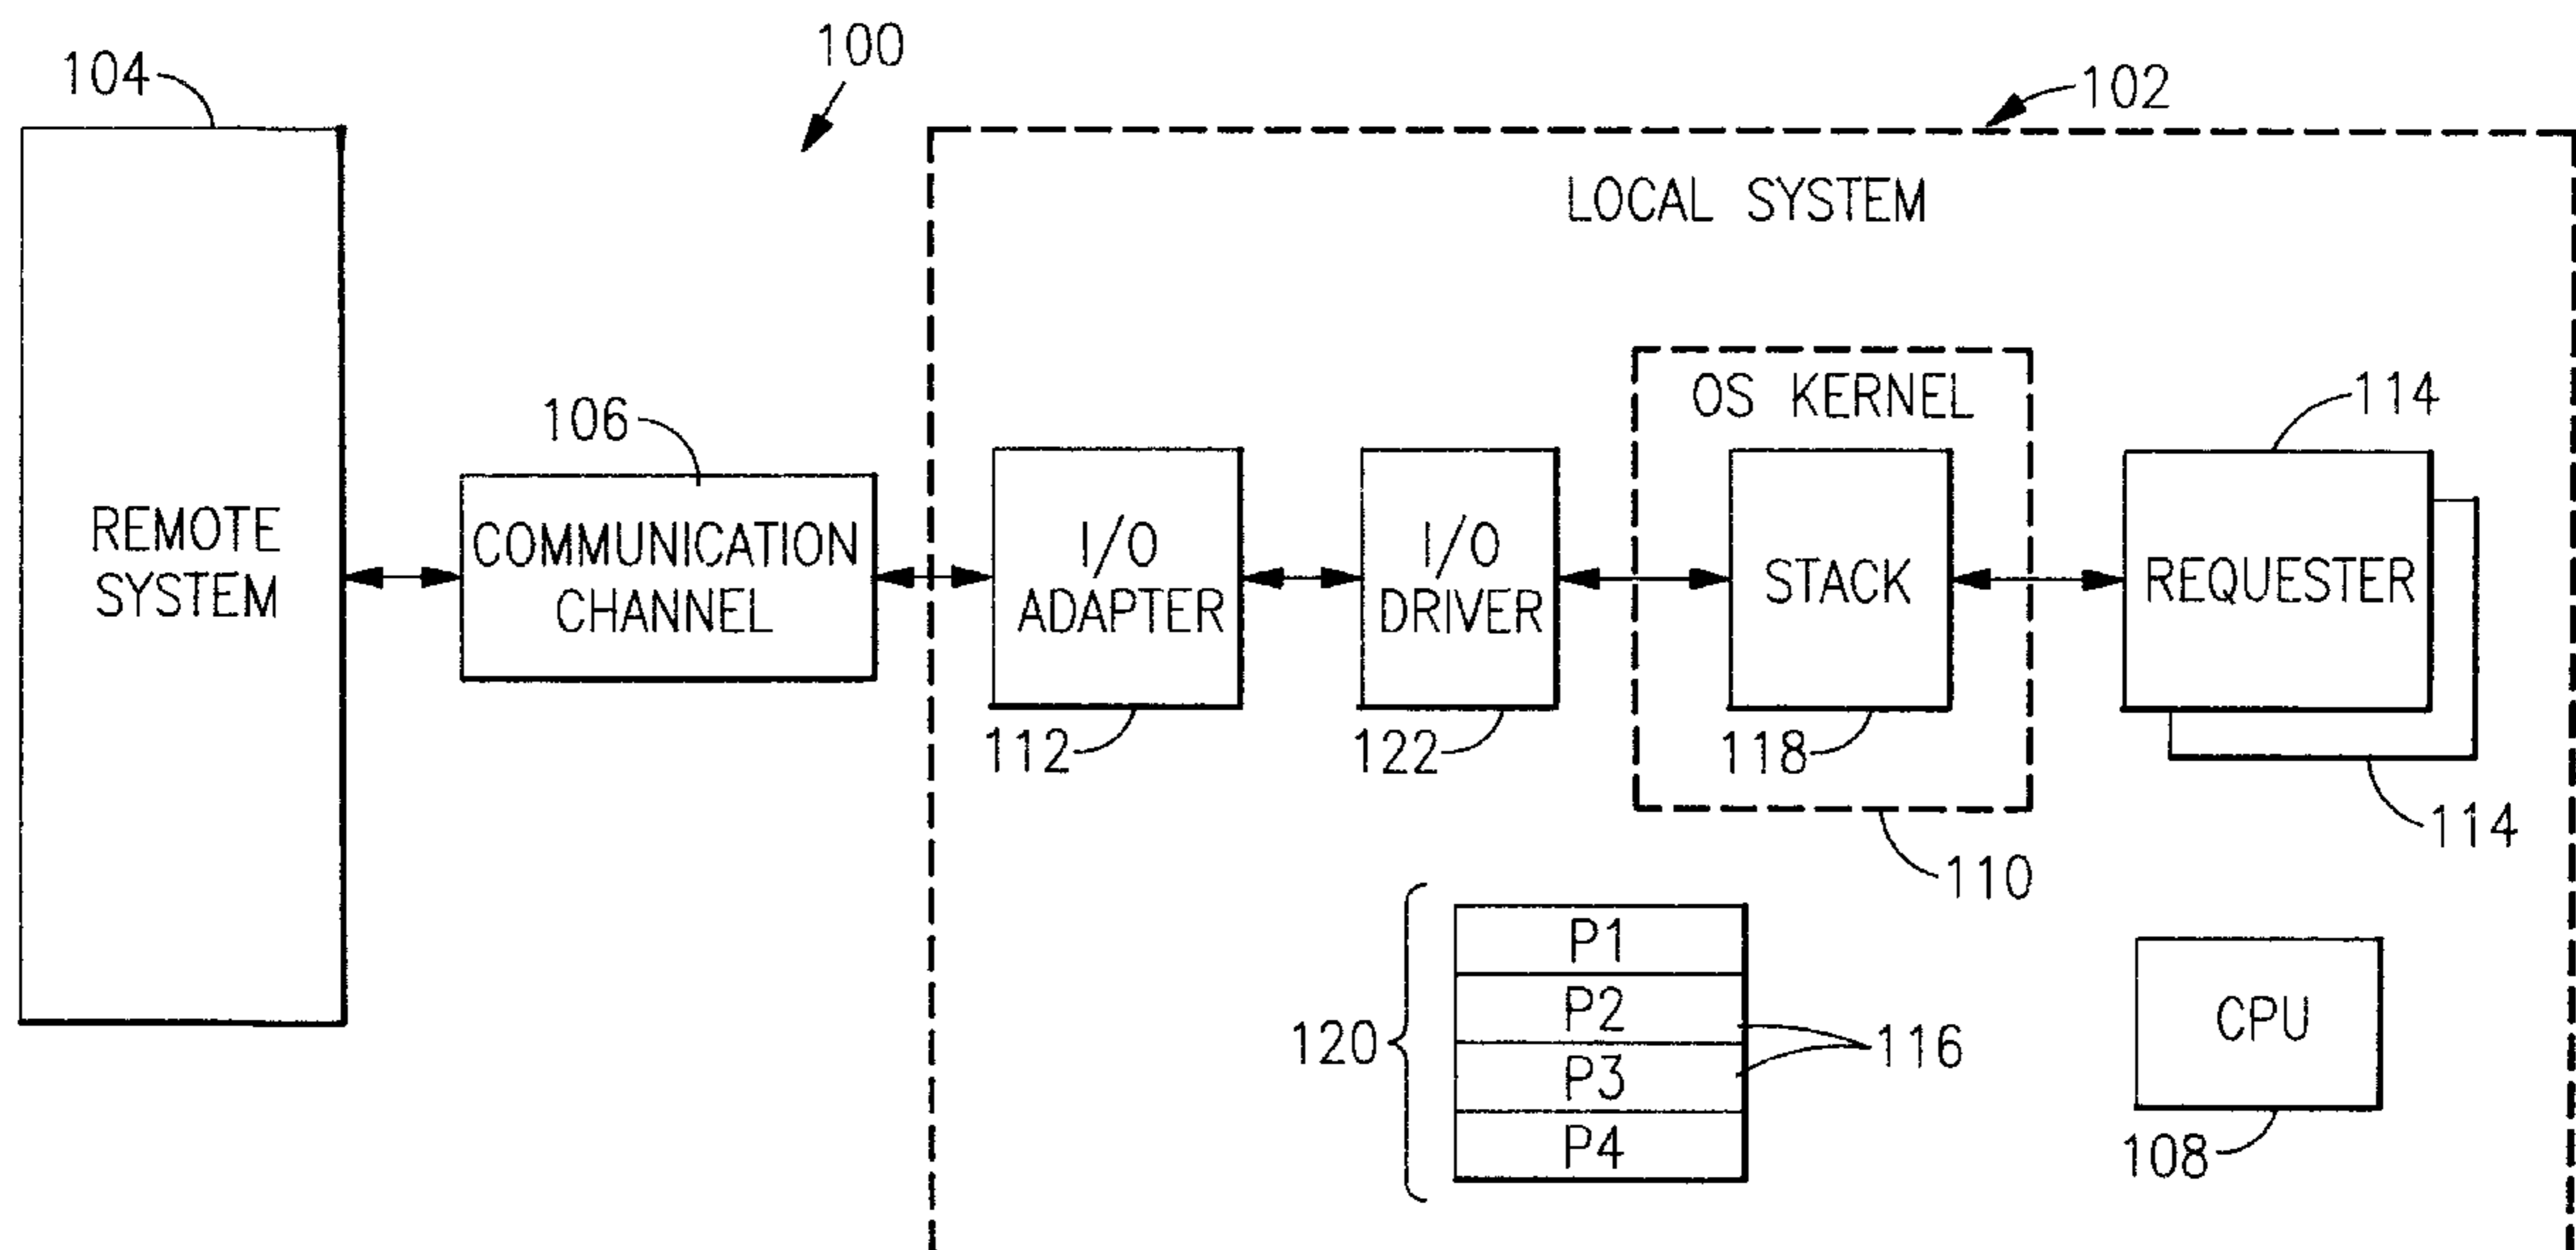 100
104
102
LOCAL SYSTEM
OS KERNEL
114
106
REMOTE
SYSTEM
COMMUNICATION
CHANNEL
I/O
ADAPTER
I/O
DRIVER
STACK
REQUESTER
112
122
118
114
110
P1
P2
P3
P4
120
116
CPU
108